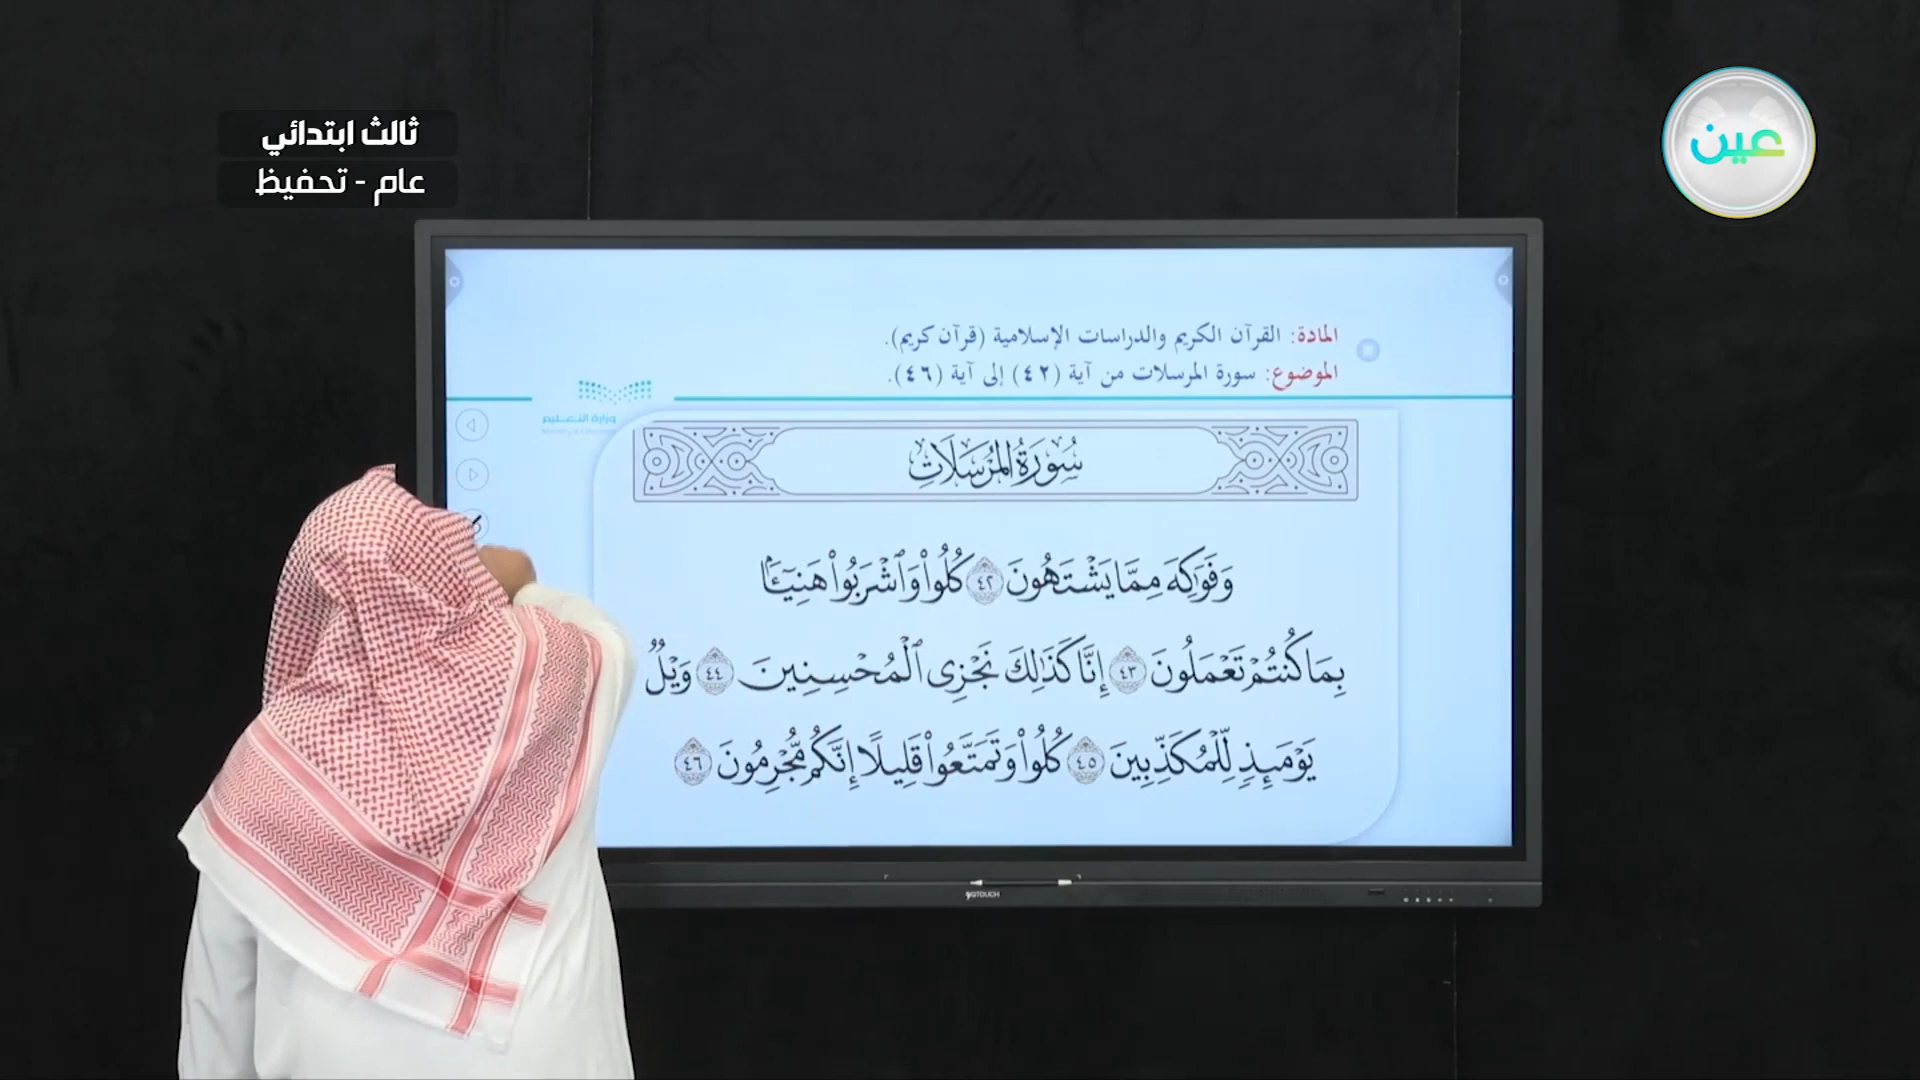 ثالث ابتدائي
عام - تحفيظ
عين
المادة: القرآن الكريم والدراسات الإسلامية (قرآن كريم).
الموضوع: سورة المرسلات من آية (٤٢) إلى آية (٤٦).
وزارة التعليم
سُورَةُ المُرْسَلَاتِ
وَفَوَٰكِهَ مِمَّا يَشْتَهُونَ ٤٢ كُلُوا۟ وَٱشْرَبُوا۟ هَنِيٓـَٔۢا
بِمَا كُنتُمْ تَعْمَلُونَ ٤٣ إِنَّا كَذَٰلِكَ نَجْزِى ٱلْمُحْسِنِينَ ٤٤ وَيْلٌ
يَوْمَئِذٍ لِّلْمُكَذِّبِينَ ٤٥ كُلُوا۟ وَتَمَتَّعُوا۟ قَلِيلًا إِنَّكُم مُّجْرِمُونَ ٤٦